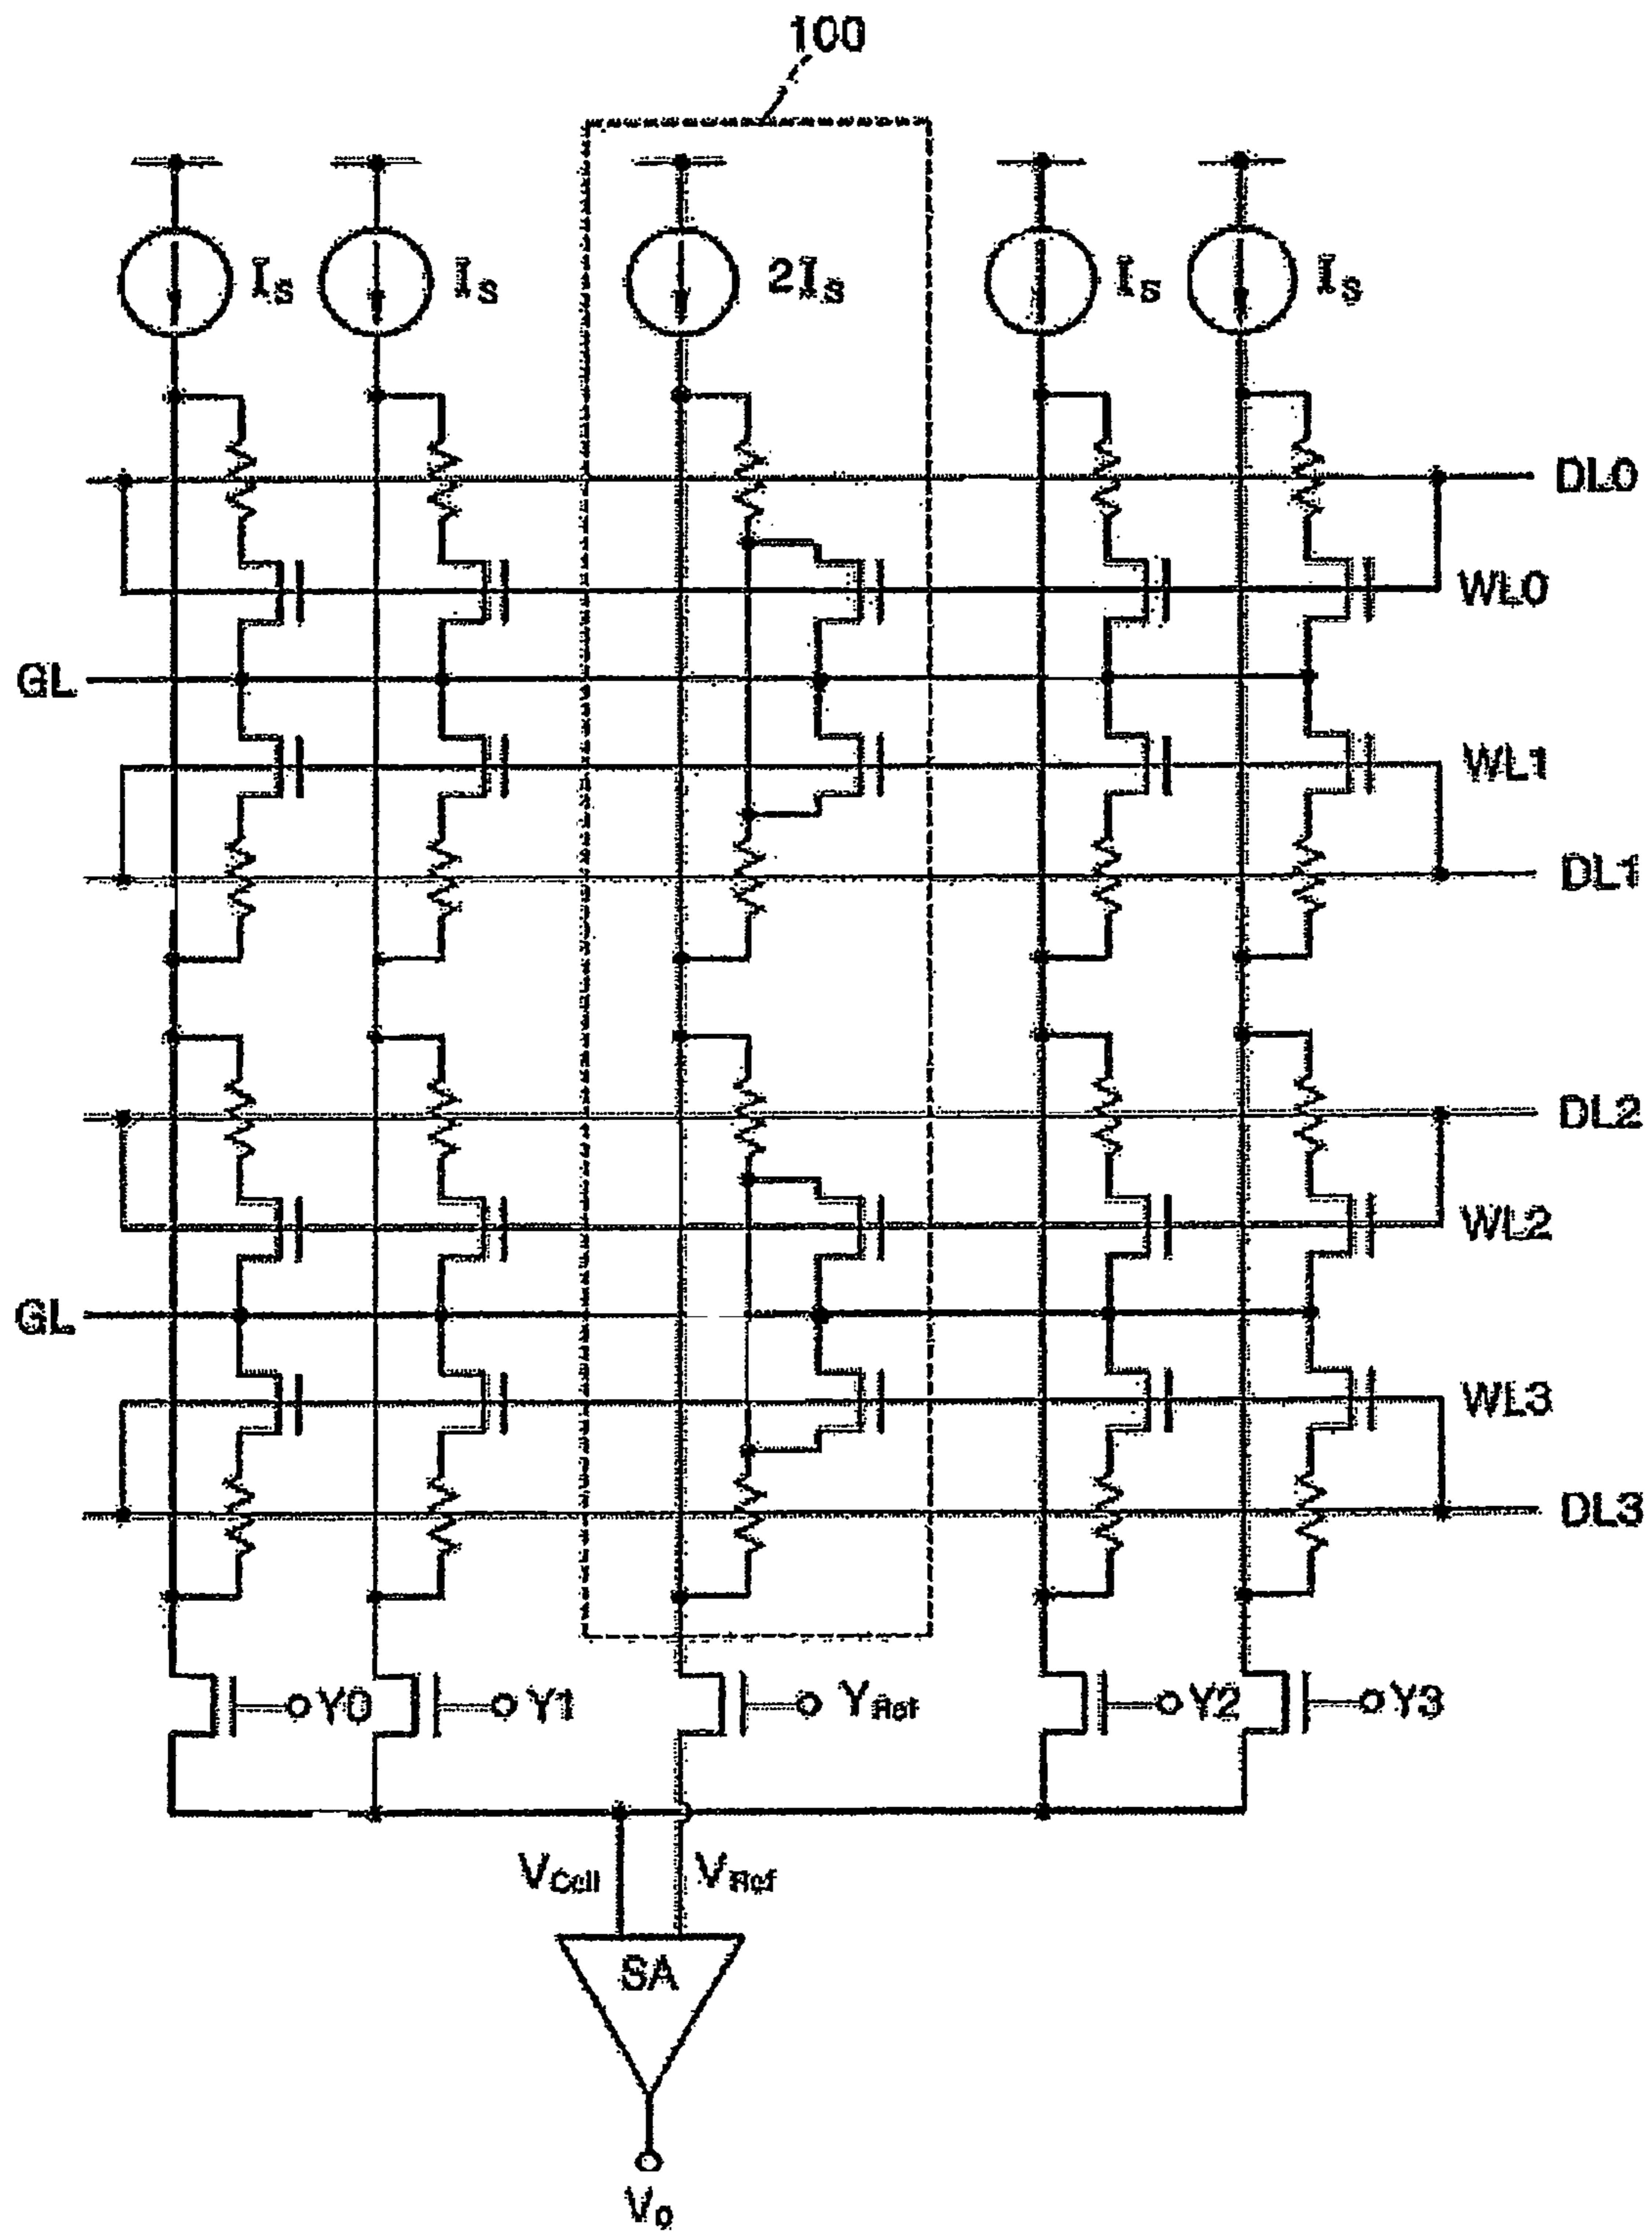 100
IS IS 2IS IS IS
DL0
WL0
GL
WL1
DL1
DL2
WL2
GL
WL3
DL3
Y0 Y1 YRef Y2 Y3
VCell VRef
SA
V0